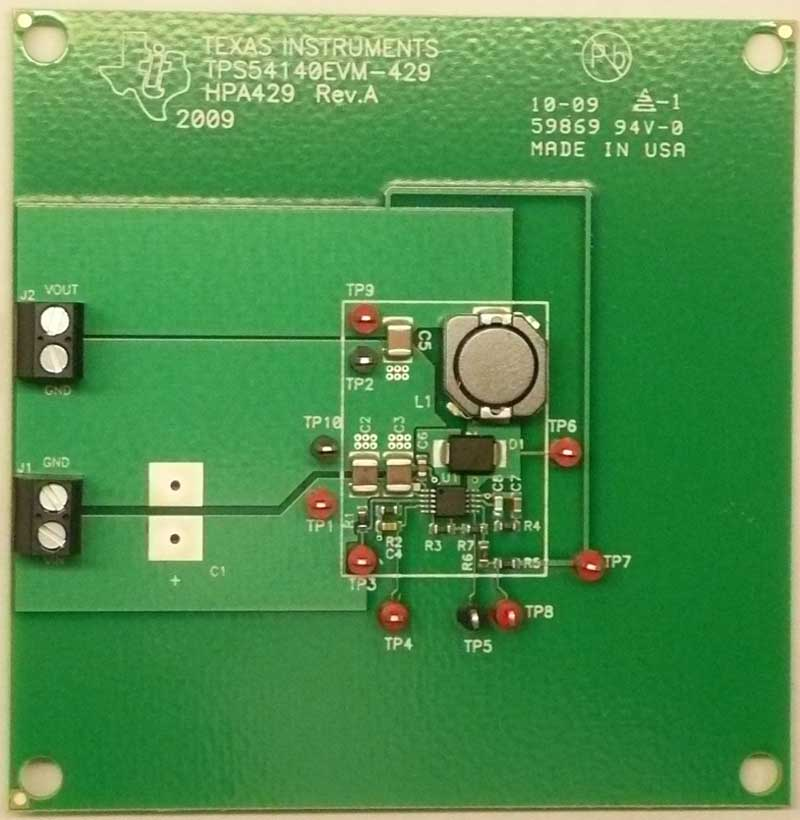 TEXAS INSTRUMENTS
TPS54140EVM-429
HPA429 Rev.A
2009
Pb
10-09 -1
59869 94V-0
MADE IN USA
J2 VOUT
GND
TP9
C5
TP2
L1
TP10
C2
C3
C6
D1
TP6
U1
J1 GND
TP1
R1
R2
C4
R3
R7
C8
C7
R4
R6
R5
TP7
TP3
C1
+
TP4
TP5
TP8